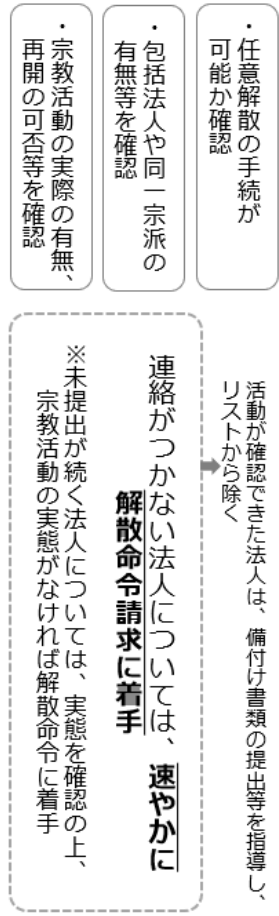 ・任意解散の手続が
可能か確認
・包括法人や同一宗派の
有無等を確認
・宗教活動の実際の有無、
再開の可否等を確認
活動が確認できた法人は、備付け書類の提出等を指導し、
リストから除く
連絡がつかない法人については、速やかに
解散命令請求に着手
※未提出が続く法人については、実態を確認の上、
宗教活動の実態がなければ解散命令に着手